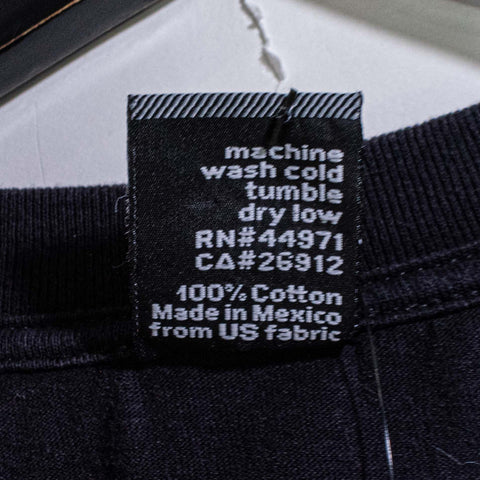 machine
wash cold
tumble
dry low
RN#44971
CA#26912
100% Cotton
Made in Mexico
from US fabric